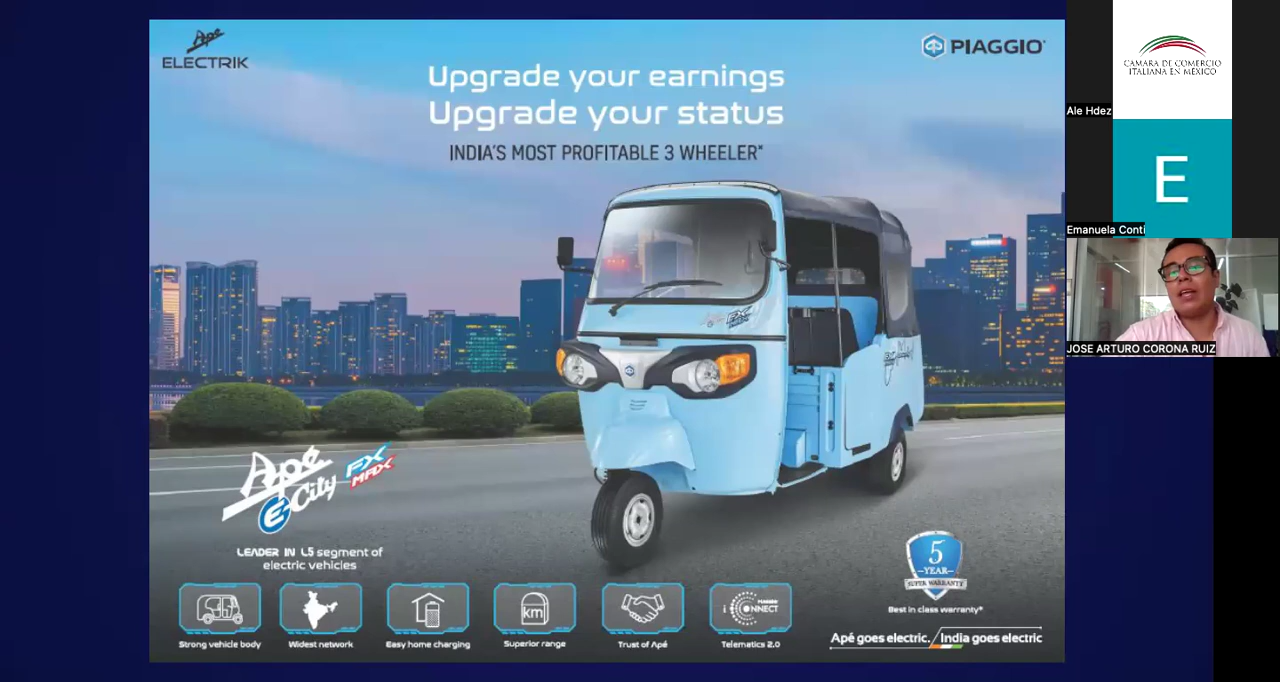 Ape
ELECTRIK
PIAGGIO
Upgrade your earnings
Upgrade your status
INDIA'S MOST PROFITABLE 3 WHEELER*
Ape
E-City FX
MAX
LEADER IN L5 segment of
electric vehicles
Strong vehicle body
Widest network
Easy home charging
km
Superior range
Trust of Apé
i CONNECT
Telematics 2.0
5
YEAR
SUPER WARRANTY
Best in class warranty*
Apé goes electric. India goes electric
CAMARA DE COMERCIO
ITALIANA EN MÉXICO
Ale Hdez
E
Emanuela Conti
JOSE ARTURO CORONA RUIZ